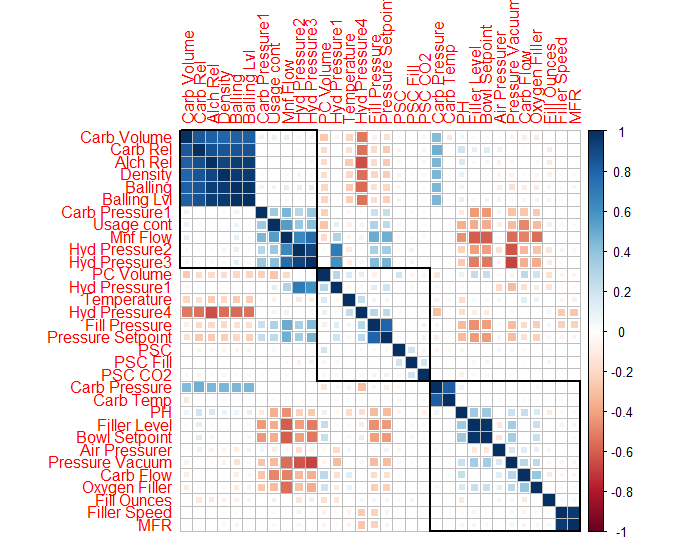 Carb Volume
Carb Rel
Alch Rel
Density
Balling
Balling Lvl
Carb Pressure1
Usage cont
Mnf Flow
Hyd Pressure2
Hyd Pressure3
PC Volume
Hyd Pressure1
Temperature
Hyd Pressure4
Fill Pressure
Pressure Setpoint
PSC
PSC Fill
PSC CO2
Carb Pressure
Carb Temp
PH
Filler Level
Bowl Setpoint
Air Pressurer
Pressure Vacuum
Carb Flow
Oxygen Filler
Fill Ounces
Filler Speed
MFR
Carb Volume
Carb Rel
Alch Rel
Density
Balling
Balling Lvl
Carb Pressure1
Usage cont
Mnf Flow
Hyd Pressure2
Hyd Pressure3
PC Volume
Hyd Pressure1
Temperature
Hyd Pressure4
Fill Pressure
Pressure Setpoint
PSC
PSC Fill
PSC CO2
Carb Pressure
Carb Temp
PH
Filler Level
Bowl Setpoint
Air Pressurer
Pressure Vacuum
Carb Flow
Oxygen Filler
Fill Ounces
Filler Speed
MFR
1
0.8
0.6
0.4
0.2
0
-0.2
-0.4
-0.6
-0.8
-1